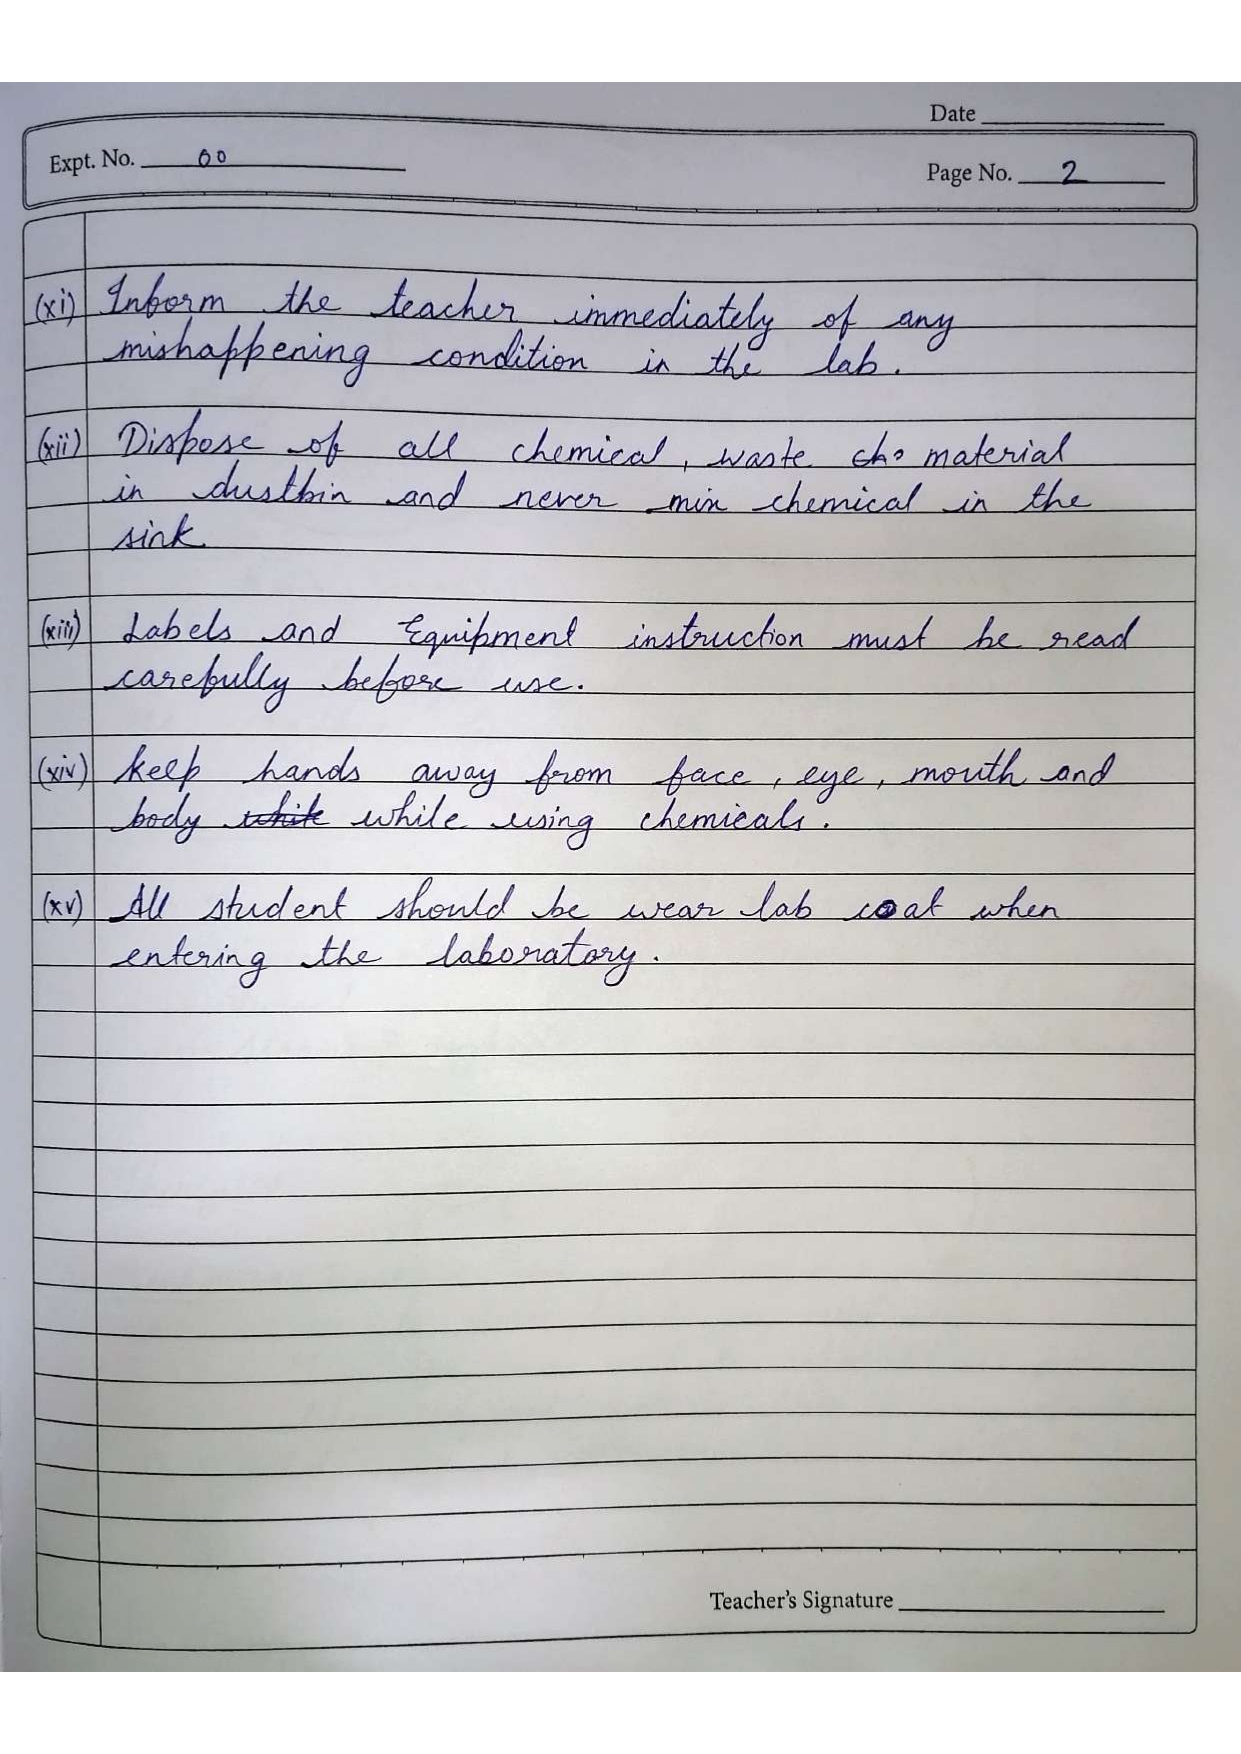 Date
Expt. No. 00
Page No. 2
(xi) Inform the teacher immediately of any
mishappening condition in the lab.
(xii) Dispose of all chemical, waste material
in dustbin and never mix chemical in the
sink
(xiii) Labels and Equipment instruction must be read
carefully before use.
(xiv) keep hands away from face, eye, mouth and
body while using chemicals.
(xv) All student should be wear lab coat when
entering the laboratory.
Teacher's Signature